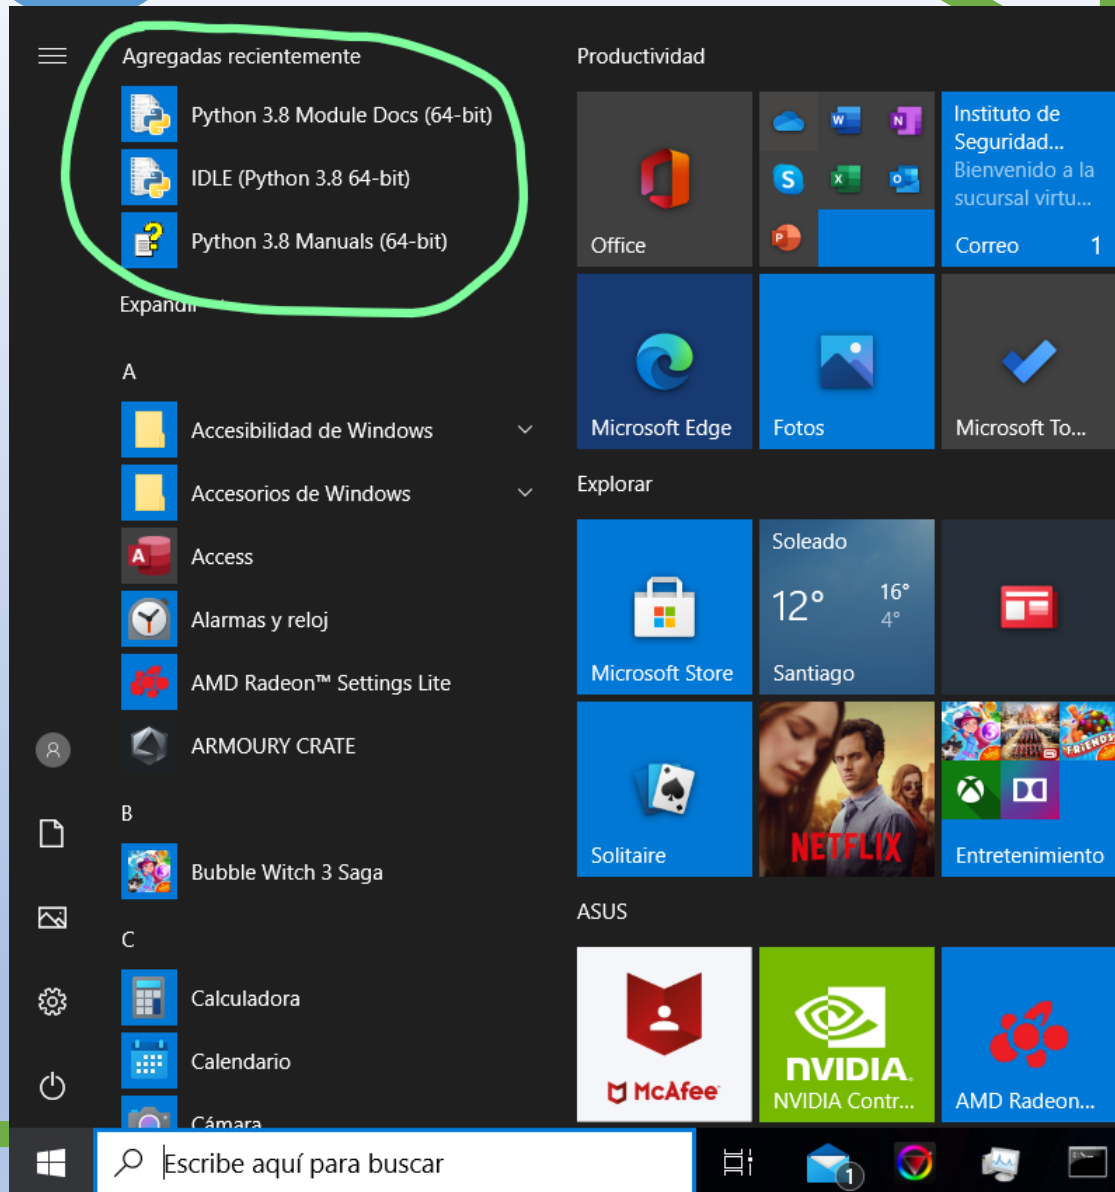 Agregadas recientemente
Python 3.8 Module Docs (64-bit)
IDLE (Python 3.8 64-bit)
Python 3.8 Manuals (64-bit)
Expandir
A
Accesibilidad de Windows
Accesorios de Windows
Access
Alarmas y reloj
AMD Radeon™ Settings Lite
ARMOURY CRATE
B
Bubble Witch 3 Saga
C
Calculadora
Calendario
Cámara
Productividad
Office
Instituto de
Seguridad...
Bienvenido a la
sucursal virtu...
Correo 1
Microsoft Edge
Fotos
Microsoft To...
Explorar
Microsoft Store
Soleado
12° 16°
4°
Santiago
Solitaire
NETFLIX
FRIENDS
Entretenimiento
ASUS
McAfee
NVIDIA.
NVIDIA Contr...
AMD Radeon...
Escribe aquí para buscar
1